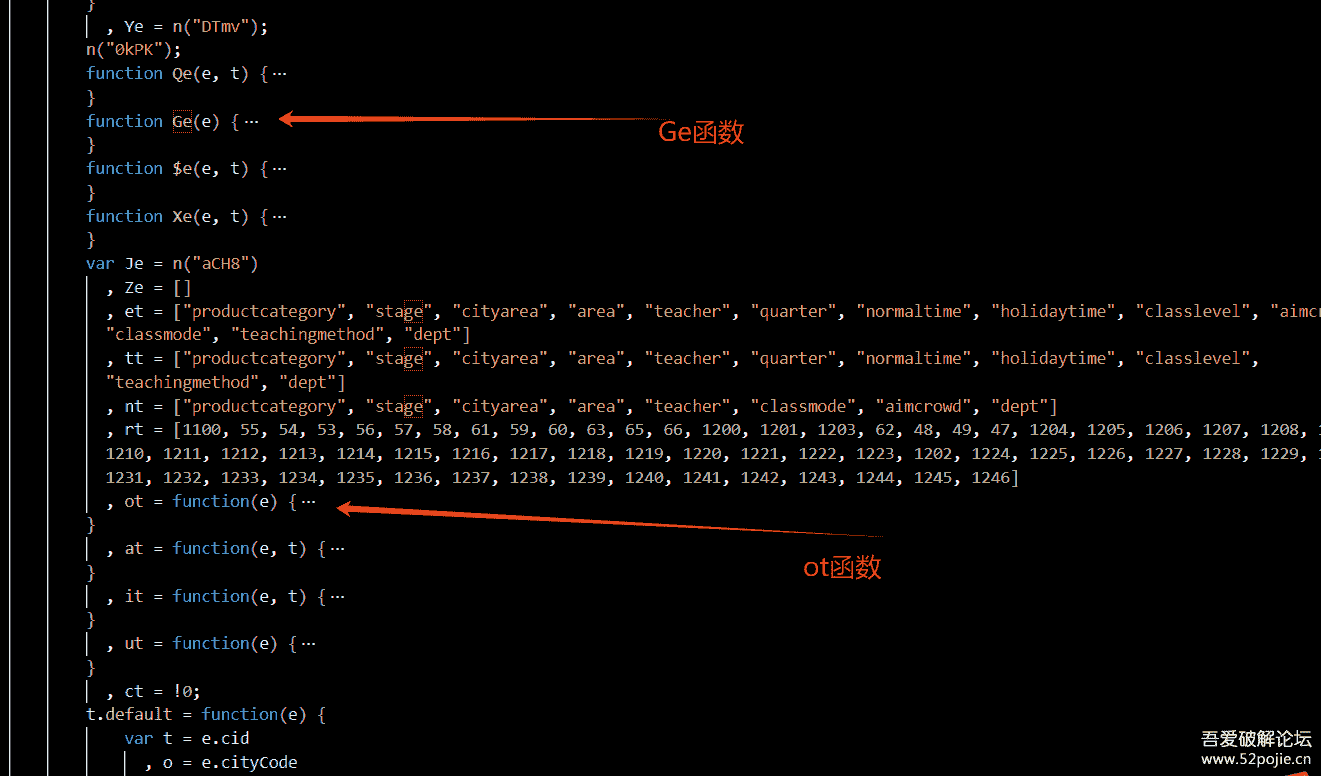 }
, Ye = n("DTmv");
n("0kPK");
function Qe(e, t) {···
}
function Ge(e) {···
Ge函数
}
function $e(e, t) {···
}
function Xe(e, t) {···
}
var Je = n("aCH8")
, Ze = []
, et = ["productcategory", "stage", "cityarea", "area", "teacher", "quarter", "normaltime", "holidaytime", "classlevel", "aimcr
"classmode", "teachingmethod", "dept"]
, tt = ["productcategory", "stage", "cityarea", "area", "teacher", "quarter", "normaltime", "holidaytime", "classlevel",
"teachingmethod", "dept"]
, nt = ["productcategory", "stage", "cityarea", "area", "teacher", "classmode", "aimcrowd", "dept"]
, rt = [1100, 55, 54, 53, 56, 57, 58, 61, 59, 60, 63, 65, 66, 1200, 1201, 1203, 62, 48, 49, 47, 1204, 1205, 1206, 1207, 1208,
1210, 1211, 1212, 1213, 1214, 1215, 1216, 1217, 1218, 1219, 1220, 1221, 1222, 1223, 1202, 1224, 1225, 1226, 1227, 1228, 1229,
1231, 1232, 1233, 1234, 1235, 1236, 1237, 1238, 1239, 1240, 1241, 1242, 1243, 1244, 1245, 1246]
, ot = function(e) {···
}
, at = function(e, t) {···
ot函数
}
, it = function(e, t) {···
}
, ut = function(e) {···
}
, ct = !0;
t.default = function(e) {
var t = e.cid
, o = e.cityCode
吾爱破解论坛
www.52pojie.cn